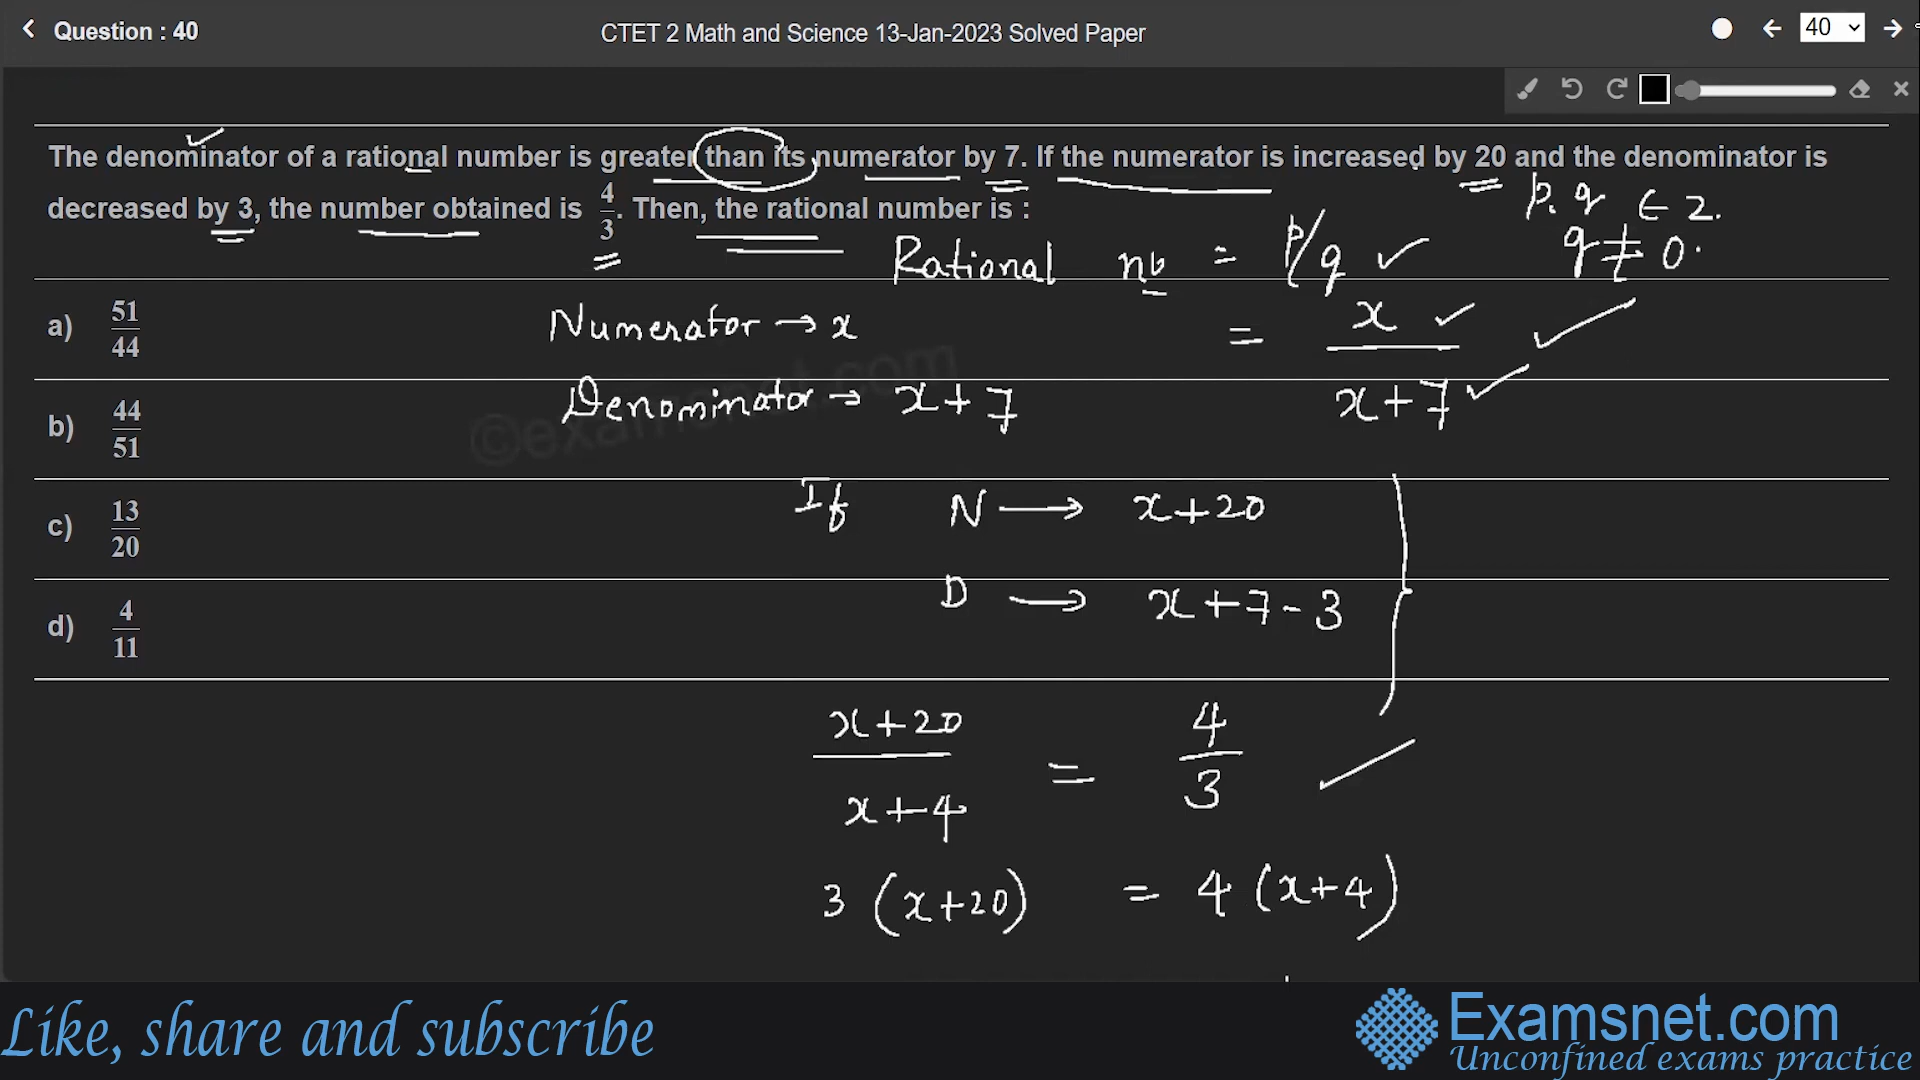 Question : 40
CTET 2 Math and Science 13-Jan-2023 Solved Paper
40
The denominator of a rational number is greater than its numerator by 7. If the numerator is increased by 20 and the denominator is
decreased by 3, the number obtained is 4/3. Then, the rational number is :
p, q ∈ Z.
Rational no = p/q
q ≠ 0.
a) 51/44
Numerator → x
= x/(x+7)
Denominator → x+7
©examsnet.com
b) 44/51
If N → x+20
c) 13/20
D → x+7-3
d) 4/11
(x+20)/(x+4) = 4/3
3 (x+20) = 4 (x+4)
Like, share and subscribe
Examsnet.com
Unconfined exams practice